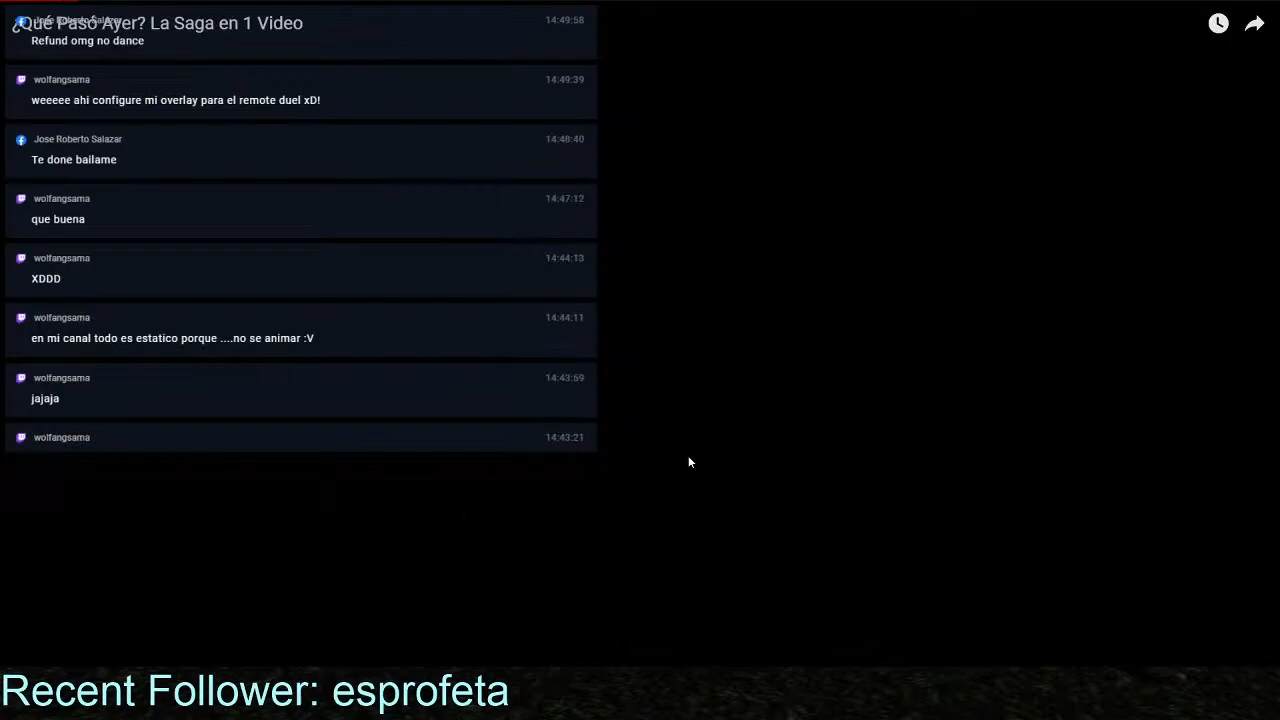 ¿Qué Pasó Ayer? La Saga en 1 Video
Jose Roberto Salazar 14:49:58
Refund omg no dance
wolfangsama 14:49:39
weeeee ahi configure mi overlay para el remote duel xD!
Jose Roberto Salazar 14:48:40
Te done bailame
wolfangsama 14:47:12
que buena
wolfangsama 14:44:13
XDDD
wolfangsama 14:44:11
en mi canal todo es estatico porque ....no se animar :V
wolfangsama 14:43:59
jajaja
wolfangsama 14:43:21
Recent Follower: esprofeta